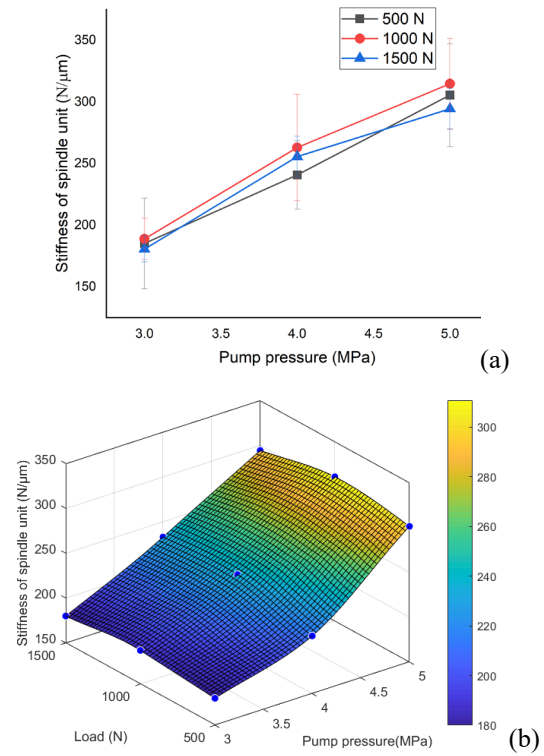 500 N
1000 N
1500 N
350
300
250
200
150
Stiffness of spindle unit (N/μm)
3.0 3.5 4.0 4.5 5.0
Pump pressure (MPa)
(a)
350
300
250
200
150
Stiffness of spindle unit (N/μm)
1500
1000
500
Load (N)
3
3.5
4
4.5
5
Pump pressure(MPa)
300
280
260
240
220
200
180
(b)